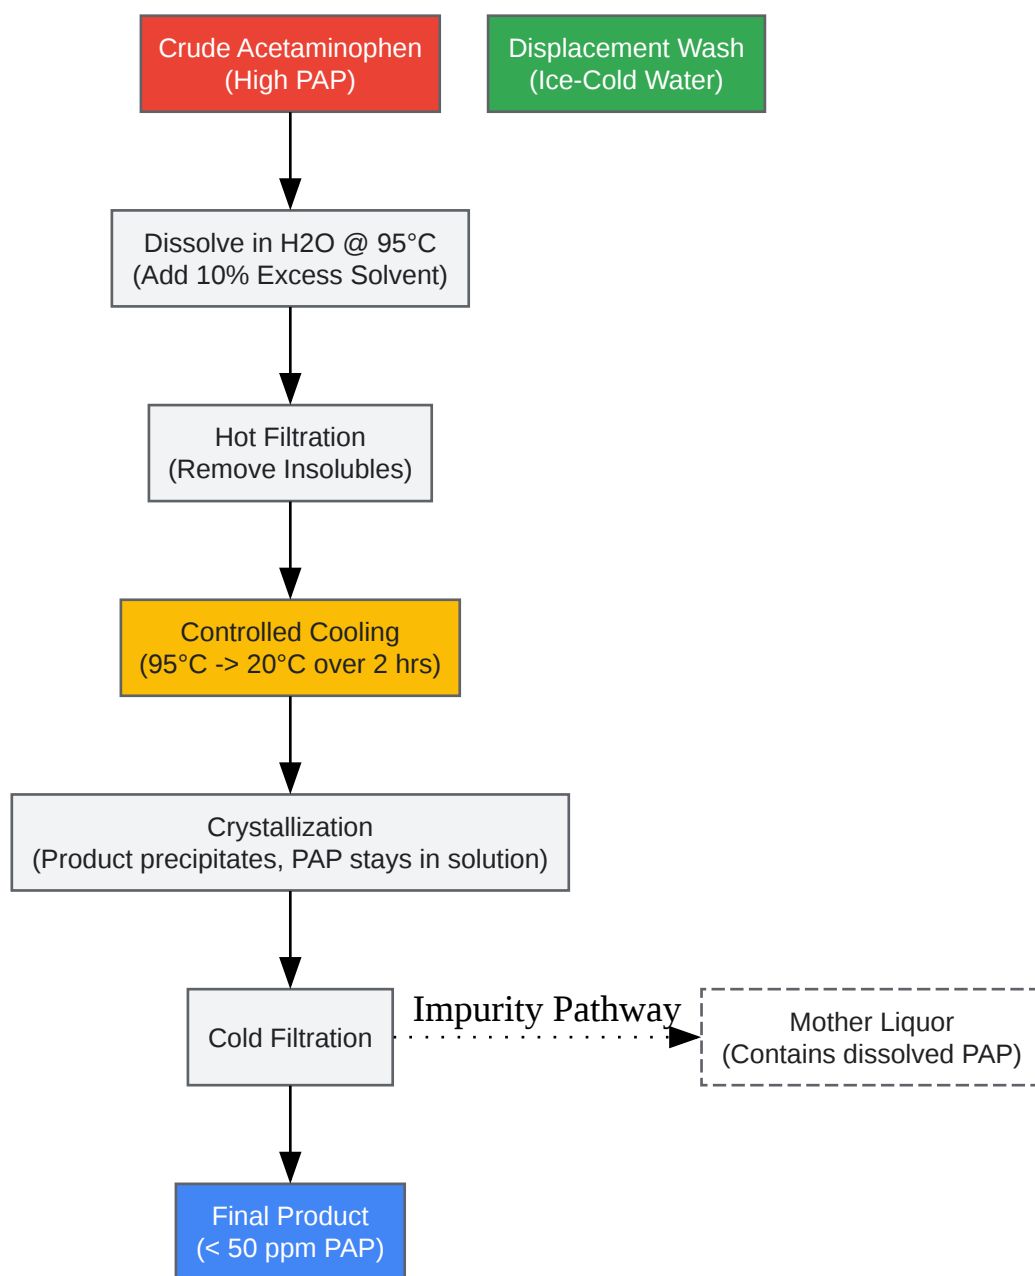 Crude Acetaminophen
(High PAP)
Displacement Wash
(Ice-Cold Water)
Dissolve in H2O @ 95°C
(Add 10% Excess Solvent)
Hot Filtration
(Remove Insolubles)
Controlled Cooling
(95°C -> 20°C over 2 hrs)
Crystallization
(Product precipitates, PAP stays in solution)
Cold Filtration
Impurity Pathway
Mother Liquor
(Contains dissolved PAP)
Final Product
(< 50 ppm PAP)